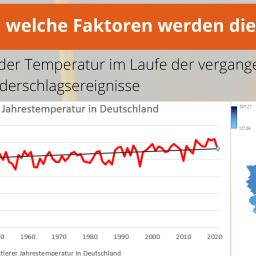 welche Faktoren werden die
der Temperatur im Laufe der vergange
derschlagsereignisse
Jahrestemperatur in Deutschland
1960 1970 1980 1990 2000 2010 2020
ttlerer Jahrestemperatur in Deutschland